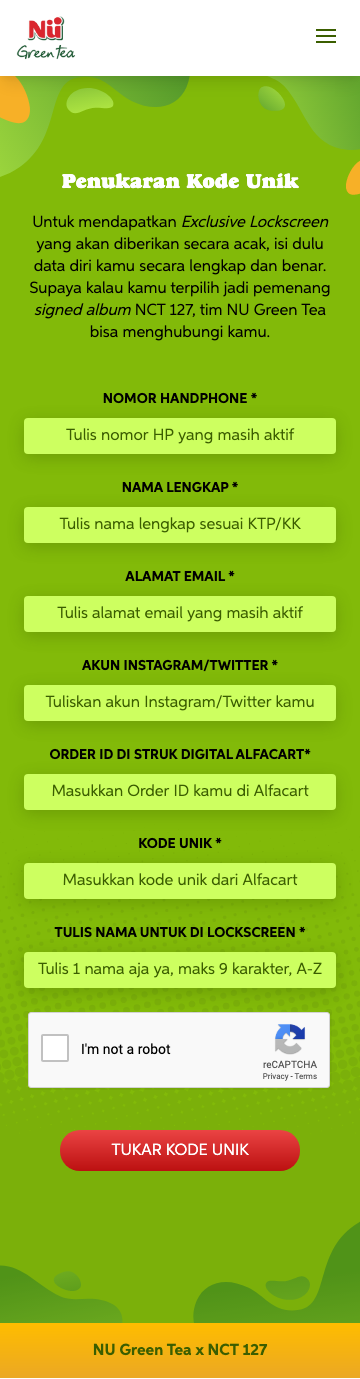 Nü
Green Tea
Penukaran Kode Unik
Untuk mendapatkan Exclusive Lockscreen
yang akan diberikan secara acak, isi dulu
data diri kamu secara lengkap dan benar.
Supaya kalau kamu terpilih jadi pemenang
signed album NCT 127, tim NU Green Tea
bisa menghubungi kamu.
NOMOR HANDPHONE *
Tulis nomor HP yang masih aktif
NAMA LENGKAP *
Tulis nama lengkap sesuai KTP/KK
ALAMAT EMAIL *
Tulis alamat email yang masih aktif
AKUN INSTAGRAM/TWITTER *
Tuliskan akun Instagram/Twitter kamu
ORDER ID DI STRUK DIGITAL ALFACART*
Masukkan Order ID kamu di Alfacart
KODE UNIK *
Masukkan kode unik dari Alfacart
TULIS NAMA UNTUK DI LOCKSCREEN *
Tulis 1 nama aja ya, maks 9 karakter, A-Z
I'm not a robot
reCAPTCHA
Privacy - Terms
TUKAR KODE UNIK
NU Green Tea x NCT 127